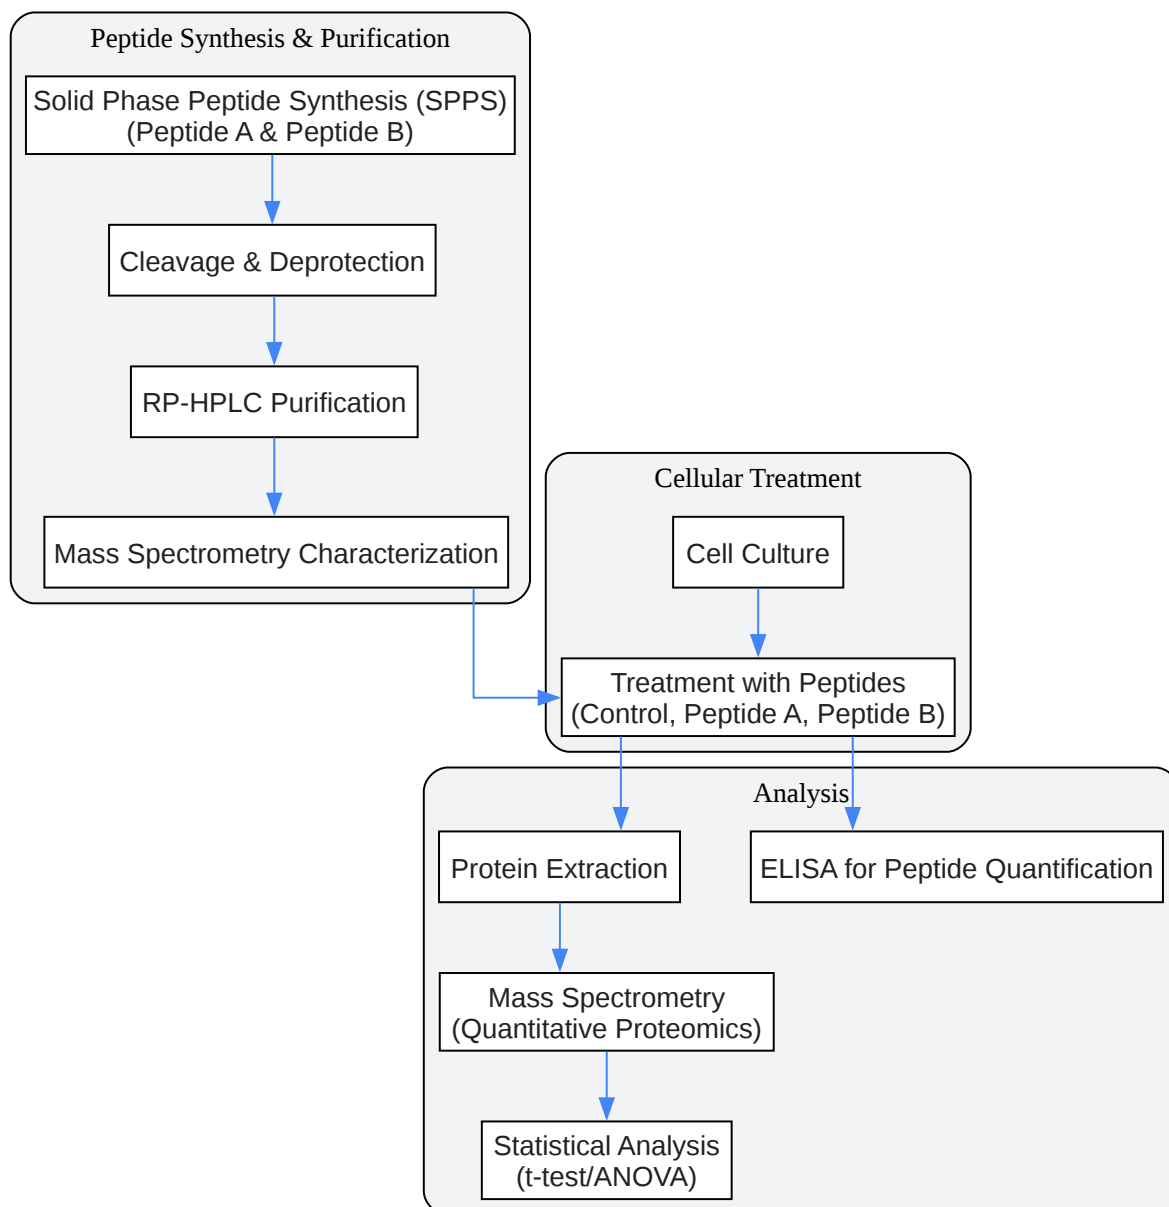 Peptide Synthesis & Purification
Solid Phase Peptide Synthesis (SPPS)
(Peptide A & Peptide B)
Cleavage & Deprotection
RP-HPLC Purification
Mass Spectrometry Characterization
Cellular Treatment
Cell Culture
Treatment with Peptides
(Control, Peptide A, Peptide B)
Analysis
Protein Extraction
ELISA for Peptide Quantification
Mass Spectrometry
(Quantitative Proteomics)
Statistical Analysis
(t-test/ANOVA)